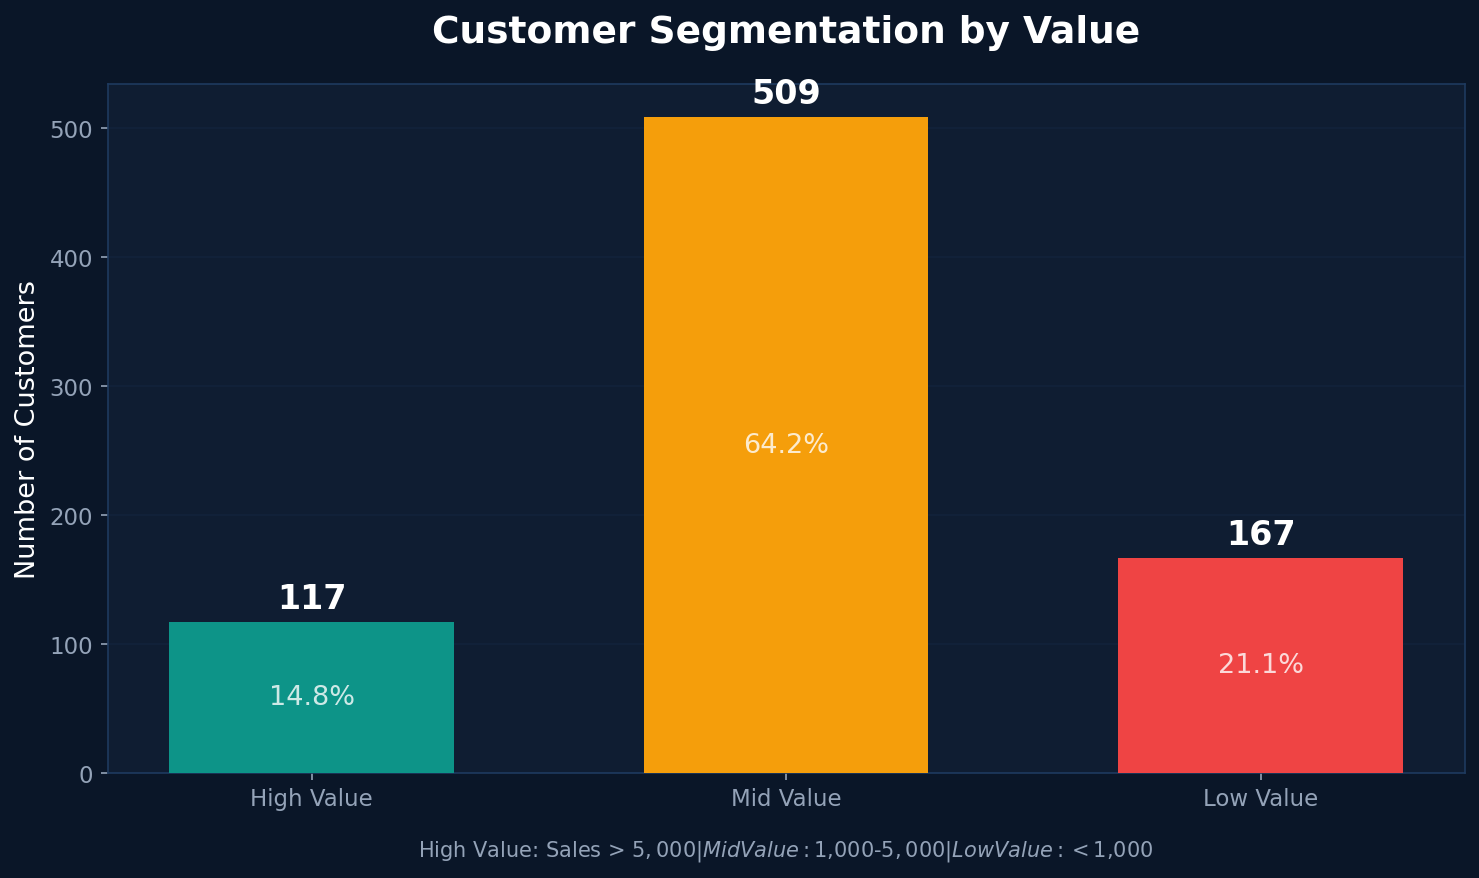 Customer Segmentation by Value
509
500
400
300
200
100
0
Number of Customers
64.2%
167
117
21.1%
14.8%
High Value
Mid Value
Low Value
High Value: Sales > 5,000|MidValue:1,000-5,000|LowValue:<1,000